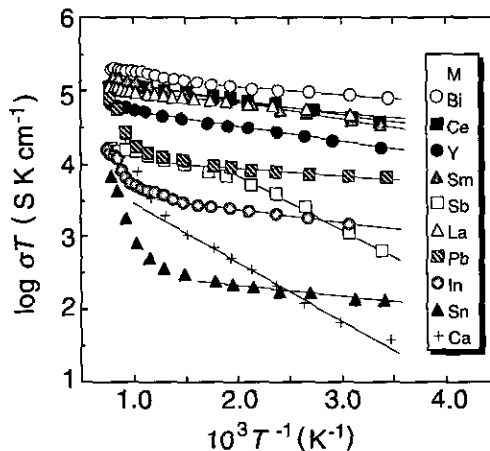 log σT (S K cm⁻¹)
6
5
4
3
2
1
1.0
2.0
3.0
4.0
10³ T⁻¹ (K⁻¹)
M
Bi
Ce
Y
Sm
Sb
La
Pb
In
Sn
Ca